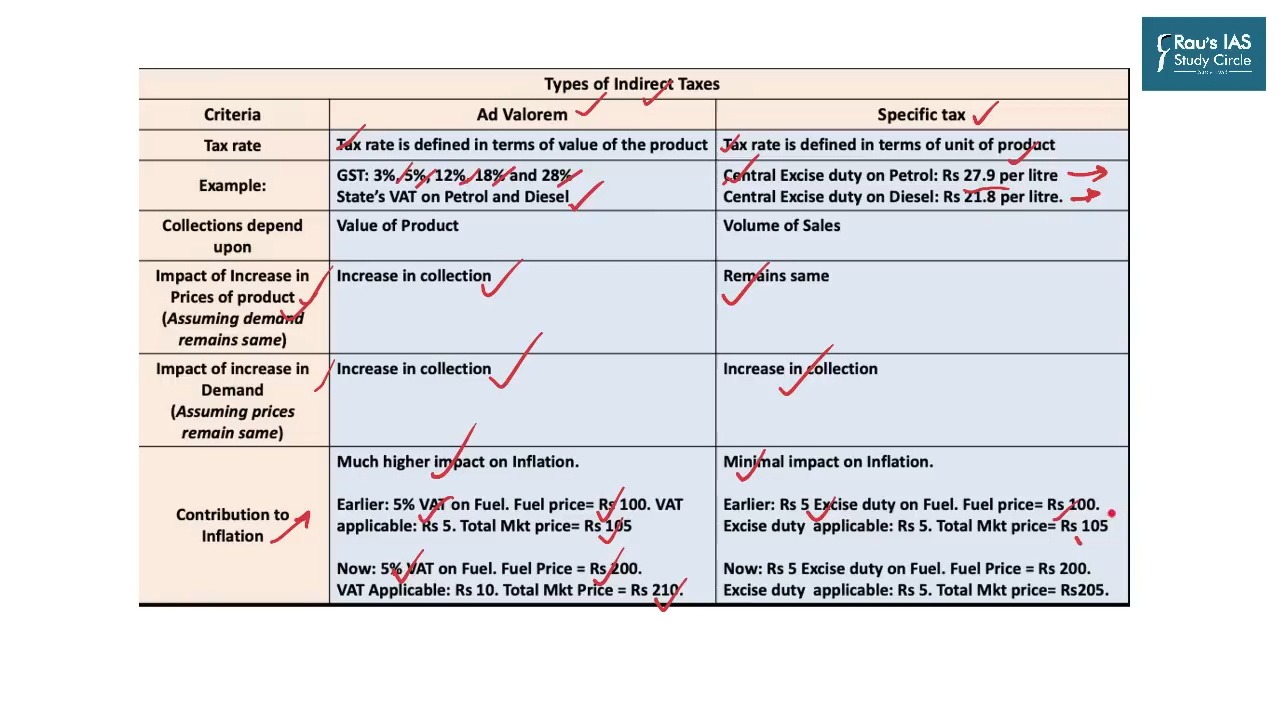 Rau's IAS
Study Circle
Types of Indirect Taxes
Criteria
Ad Valorem
Specific tax
Tax rate
Tax rate is defined in terms of value of the product
Tax rate is defined in terms of unit of product
Example:
GST: 3%, 5%, 12%, 18% and 28%
State's VAT on Petrol and Diesel
Central Excise duty on Petrol: Rs 27.9 per litre
Central Excise duty on Diesel: Rs 21.8 per litre.
Collections depend
upon
Value of Product
Volume of Sales
Impact of Increase in
Prices of product
(Assuming demand
remains same)
Increase in collection
Remains same
Impact of increase in
Demand
(Assuming prices
remain same)
Increase in collection
Increase in collection
Contribution to
Inflation
Much higher impact on Inflation.
Earlier: 5% VAT on Fuel. Fuel price= Rs 100. VAT
applicable: Rs 5. Total Mkt price= Rs 105
Now: 5% VAT on Fuel. Fuel Price = Rs 200.
VAT Applicable: Rs 10. Total Mkt Price = Rs 210.
Minimal impact on Inflation.
Earlier: Rs 5 Excise duty on Fuel. Fuel price= Rs 100.
Excise duty applicable: Rs 5. Total Mkt price= Rs 105
Now: Rs 5 Excise duty on Fuel. Fuel Price = Rs 200.
Excise duty applicable: Rs 5. Total Mkt price= Rs205.